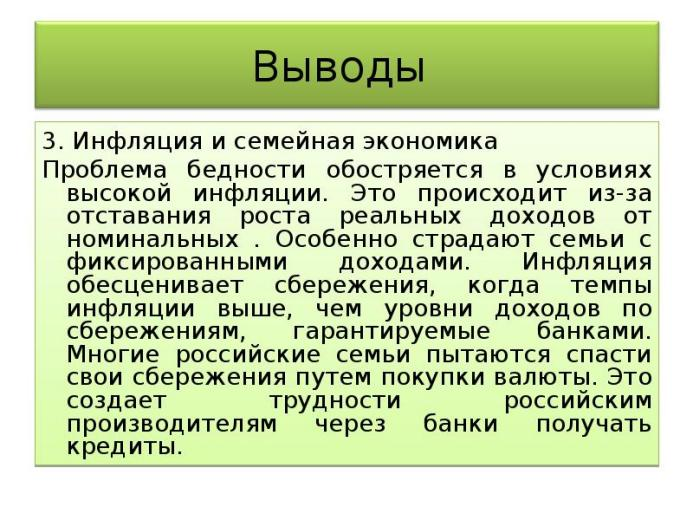 Выводы
3. Инфляция и семейная экономика
Проблема бедности обостряется в условиях
высокой инфляции. Это происходит из-за
отставания роста реальных доходов от
номинальных . Особенно страдают семьи с
фиксированными доходами. Инфляция
обесценивает сбережения, когда темпы
инфляции выше, чем уровни доходов по
сбережениям, гарантируемые банками.
Многие российские семьи пытаются спасти
свои сбережения путем покупки валюты. Это
создает трудности российским
производителям через банки получать
кредиты.